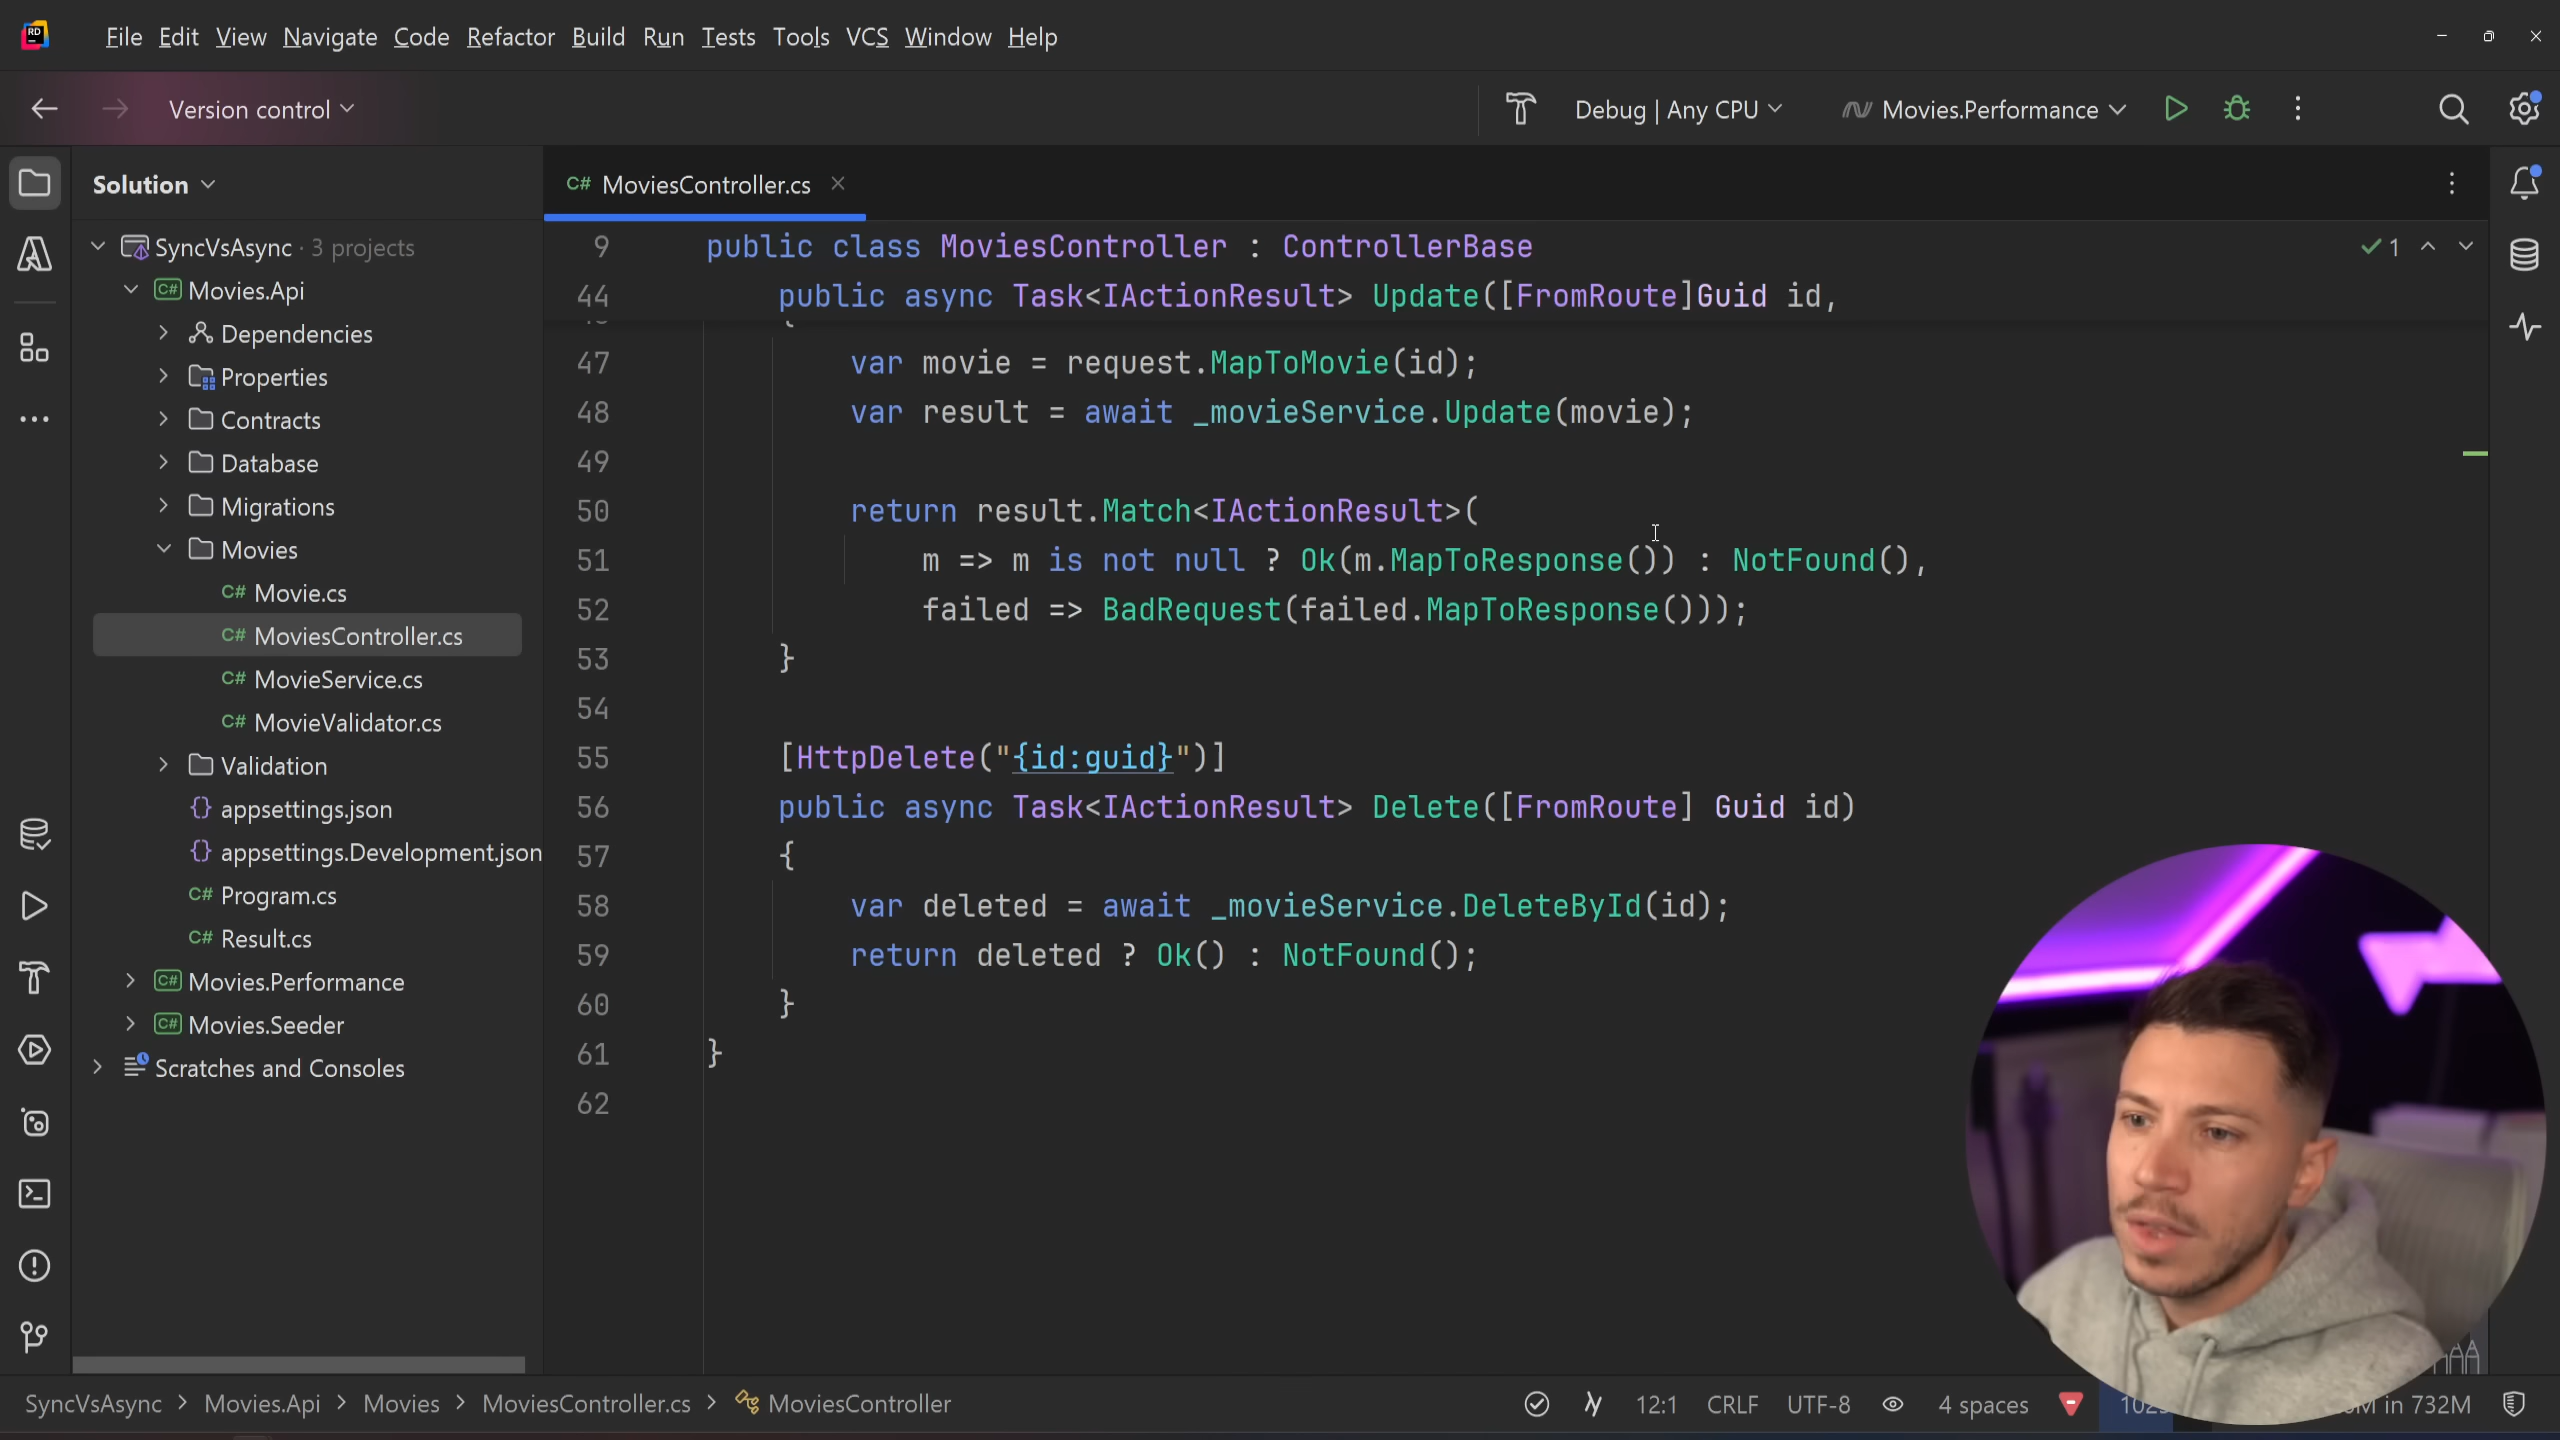 RD
File Edit View Navigate Code Refactor Build Run Tests Tools VCS Window Help
Version control
Debug | Any CPU
Movies.Performance
Solution
C# MoviesController.cs
SyncVsAsync · 3 projects
C# Movies.Api
Dependencies
Properties
Contracts
Database
Migrations
Movies
C# Movie.cs
C# MoviesController.cs
C# MovieService.cs
C# MovieValidator.cs
Validation
{} appsettings.json
{} appsettings.Development.json
C# Program.cs
C# Result.cs
C# Movies.Performance
C# Movies.Seeder
Scratches and Consoles
1
9 public class MoviesController : ControllerBase
44 public async Task<IActionResult> Update([FromRoute]Guid id,
{
47 var movie = request.MapToMovie(id);
48 var result = await _movieService.Update(movie);
49
50 return result.Match<IActionResult>(
51 m => m is not null ? Ok(m.MapToResponse()) : NotFound(),
52 failed => BadRequest(failed.MapToResponse()));
53 }
54
55 [HttpDelete("{id:guid}")]
56 public async Task<IActionResult> Delete([FromRoute] Guid id)
57 {
58 var deleted = await _movieService.DeleteById(id);
59 return deleted ? Ok() : NotFound();
60 }
61 }
62
SyncVsAsync > Movies.Api > Movies > MoviesController.cs > MoviesController
12:1 CRLF UTF-8 4 spaces in 732M